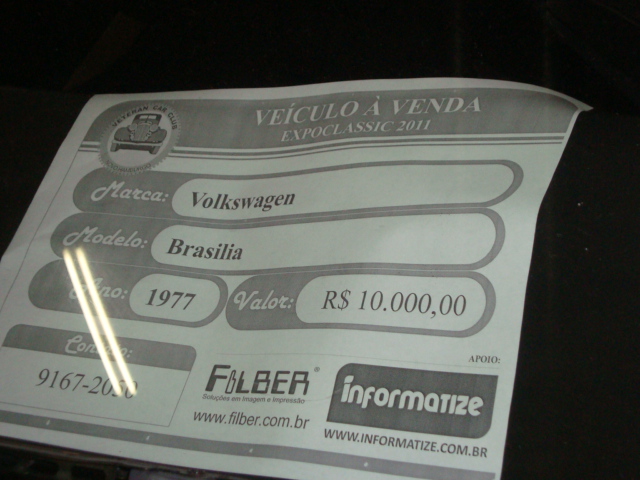 VEÍCULO À VENDA
EXPOCLASSIC 2011
Marca: Volkswagen
Modelo: Brasilia
Ano: 1977 Valor: R$ 10.000,00
APOIO:
FILBER®
Soluções em Imagem e Impressão
www.filber.com.br
informatize
WWW.INFORMATIZE.COM.BR